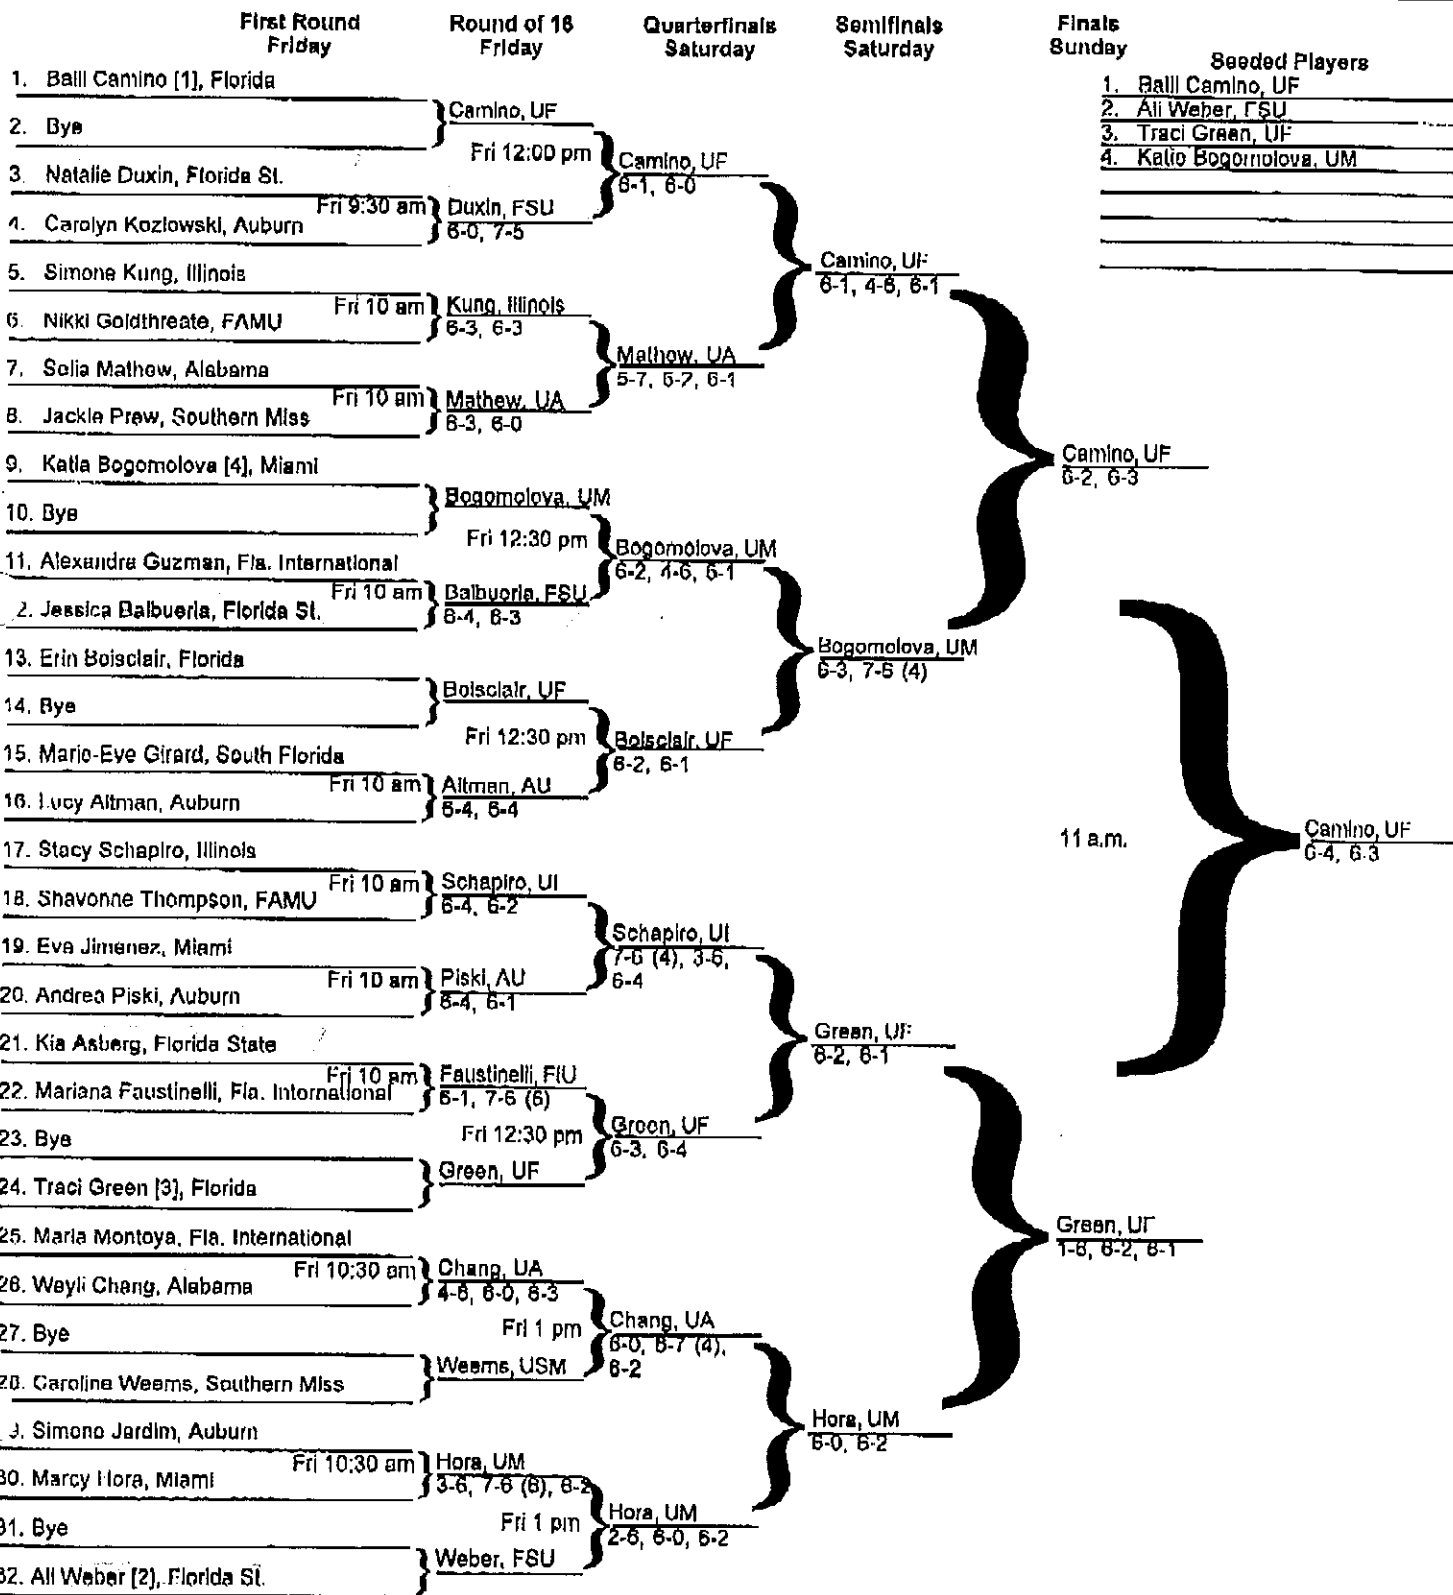 First Round
Friday
Round of 16
Friday
Quarterfinals
Saturday
Semifinals
Saturday
Finals
Sunday
Seeded Players
1. Baili Camino, UF
2. Ali Weber, FSU
3. Traci Green, UF
4. Katie Bogomolova, UM
1. Baili Camino [1], Florida
2. Bye
3. Natalie Duxin, Florida St.
4. Carolyn Kozlowski, Auburn
5. Simone Kung, Illinois
6. Nikki Goldthreate, FAMU
7. Solia Mathew, Alabama
8. Jackie Prew, Southern Miss
9. Katia Bogomolova [4], Miami
10. Bye
11. Alexandra Guzman, Fla. International
2. Jessica Balbueria, Florida St.
13. Erin Boisclair, Florida
14. Bye
15. Mario-Eve Girard, South Florida
16. Lucy Altman, Auburn
17. Stacy Schapiro, Illinois
18. Shavonne Thompson, FAMU
19. Eva Jimenez, Miami
20. Andrea Piski, Auburn
21. Kia Asberg, Florida State
22. Mariana Faustinelli, Fla. International
23. Bye
24. Traci Green [3], Florida
25. Maria Montoya, Fla. International
26. Wayli Chang, Alabama
27. Bye
28. Caroline Weems, Southern Miss
9. Simone Jardim, Auburn
30. Marcy Hora, Miami
31. Bye
32. Ali Weber [2], Florida St.
Camino, UF
Fri 12:00 pm
Fri 9:30 am
Duxin, FSU
6-0, 7-5
Fri 10 am
Kung, Illinois
6-3, 6-3
Fri 10 am
Mathew, UA
6-3, 6-0
Bogomolova, UM
Fri 12:30 pm
Fri 10 am
Balbueria, FSU
6-4, 6-3
Boisclair, UF
Fri 12:30 pm
Fri 10 am
Altman, AU
6-4, 6-4
Fri 10 am
Schapiro, UI
6-4, 6-2
Fri 10 am
Piski, AU
6-4, 6-1
Fri 10 am
Faustinelli, FIU
6-1, 7-6 (6)
Fri 12:30 pm
Green, UF
Fri 10:30 am
Chang, UA
4-6, 6-0, 6-3
Fri 1 pm
Weems, USM
Fri 10:30 am
Hora, UM
3-6, 7-6 (6), 6-2
Fri 1 pm
Weber, FSU
Camino, UF
6-1, 6-0
Mathew, UA
5-7, 6-2, 6-1
Bogomolova, UM
6-2, 4-6, 6-1
Boisclair, UF
6-2, 6-1
Schapiro, UI
7-6 (4), 3-6,
6-4
Green, UF
6-3, 6-4
Chang, UA
6-0, 6-7 (4),
6-2
Hora, UM
2-6, 6-0, 6-2
Camino, UF
6-1, 4-6, 6-1
Bogomolova, UM
6-3, 7-6 (4)
Green, UF
6-2, 6-1
Hora, UM
6-0, 6-2
Camino, UF
6-2, 6-3
Green, UF
1-6, 6-2, 6-1
11 a.m.
Camino, UF
6-4, 6-3